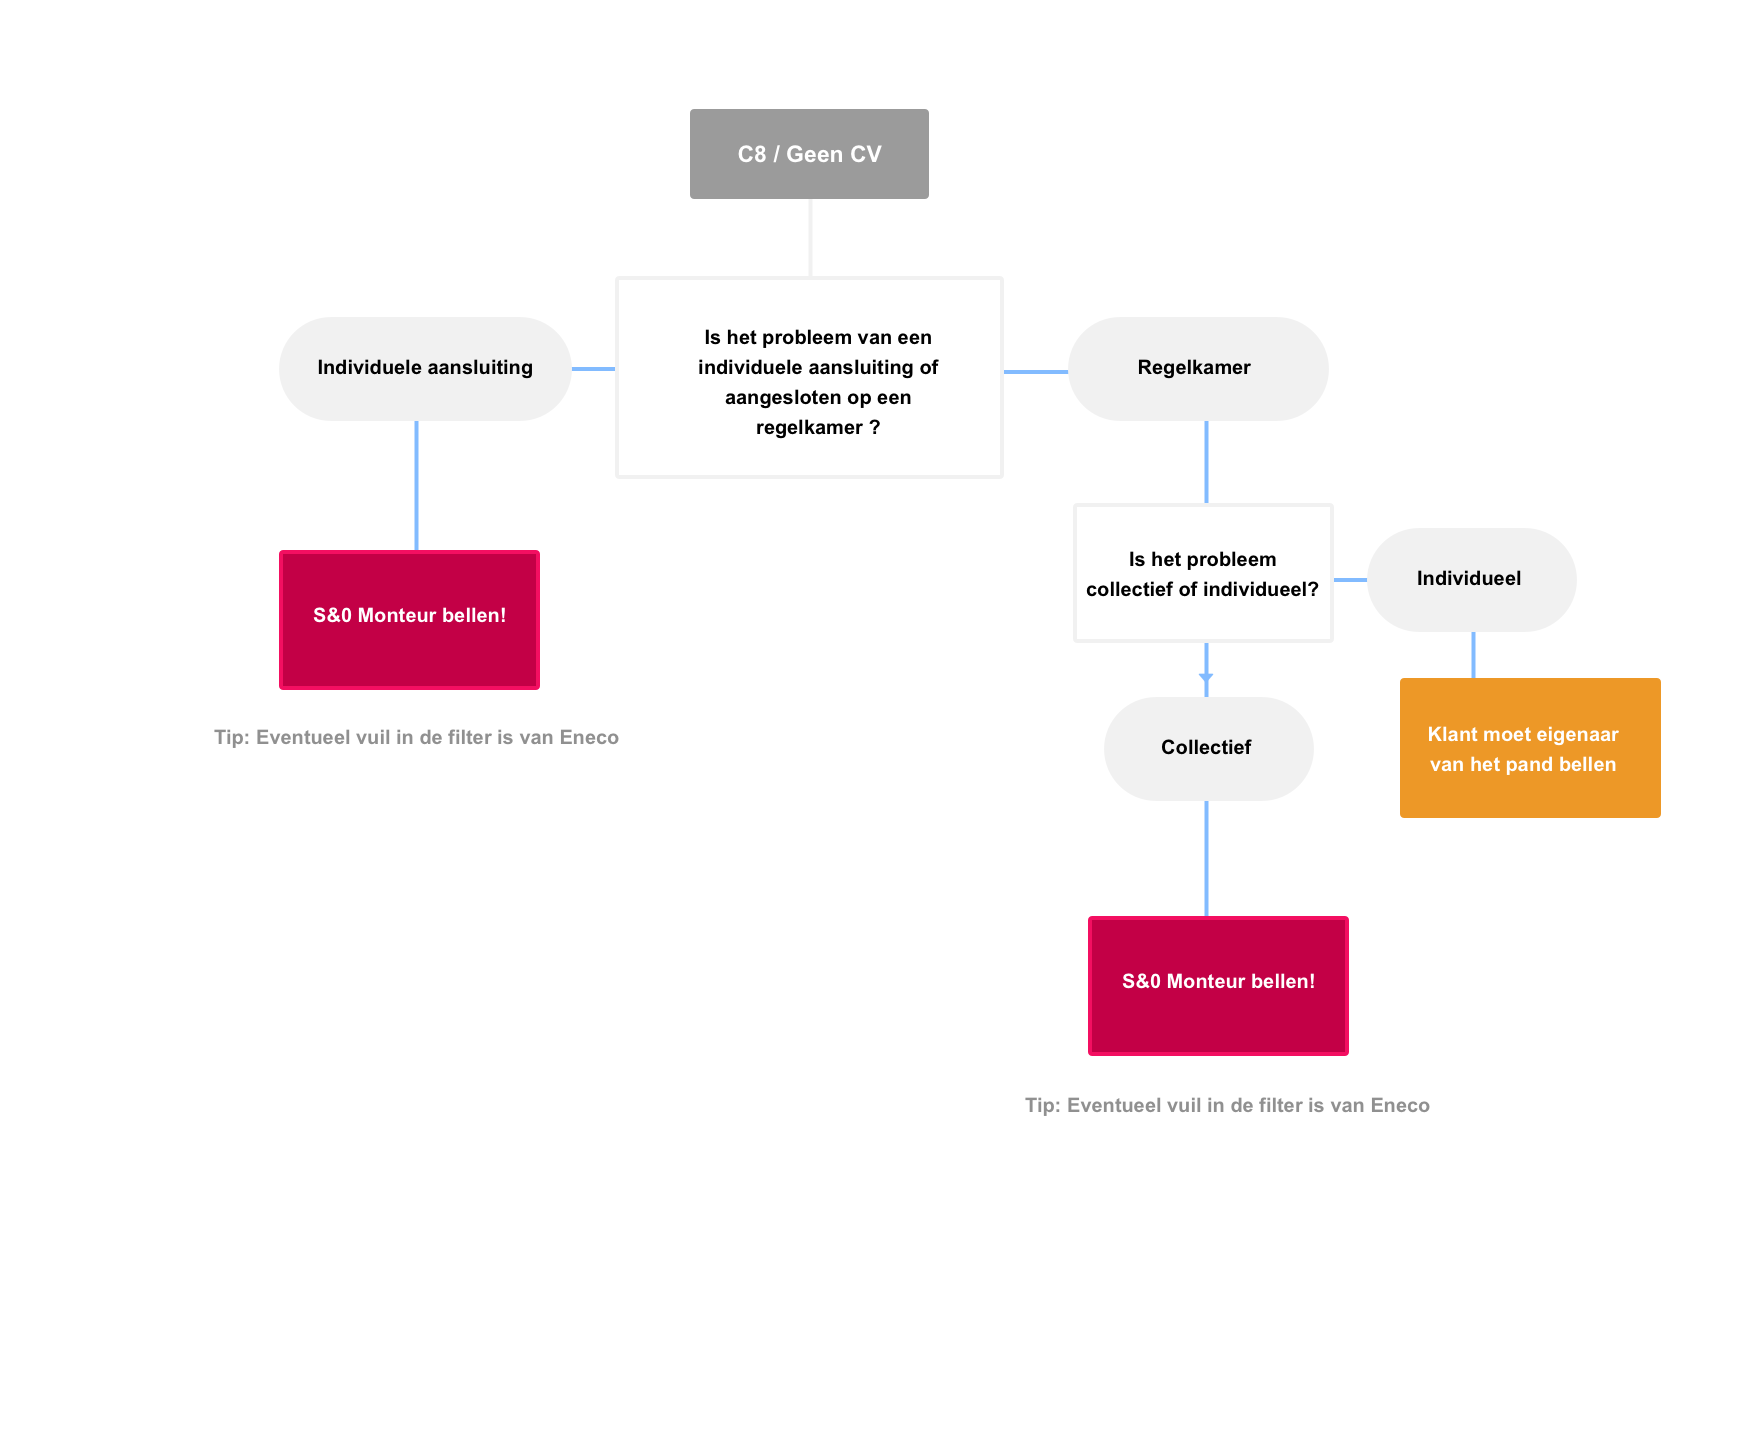 C8 / Geen CV
Is het probleem van een
individuele aansluiting of
aangesloten op een
regelkamer ?
Individuele aansluiting
Regelkamer
S&0 Monteur bellen!
Tip: Eventueel vuil in de filter is van Eneco
Is het probleem
collectief of individueel?
Individueel
Klant moet eigenaar
van het pand bellen
Collectief
S&0 Monteur bellen!
Tip: Eventueel vuil in de filter is van Eneco